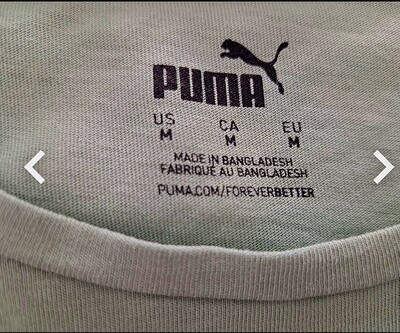 PUMA
US CA EU
M M M
MADE IN BANGLADESH
FABRIQUÉ AU BANGLADESH
PUMA.COM/FOREVERBETTER